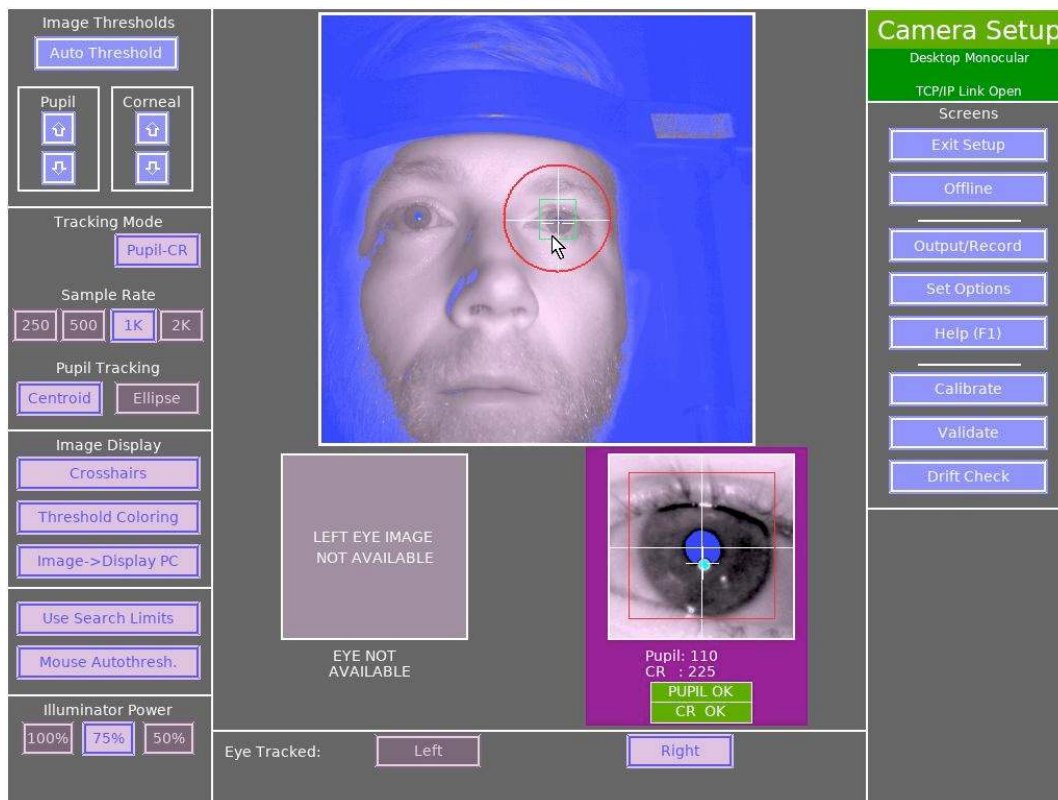 Image Thresholds
Auto Threshold
Pupil
Corneal
Tracking Mode
Pupil-CR
Sample Rate
250 500 1K 2K
Pupil Tracking
Centroid Ellipse
Image Display
Crosshairs
Threshold Coloring
Image->Display PC
Use Search Limits
Mouse Autothresh.
Illuminator Power
100% 75% 50%
LEFT EYE IMAGE
NOT AVAILABLE
EYE NOT
AVAILABLE
Pupil: 110
CR : 225
PUPIL OK
CR OK
Eye Tracked: Left Right
Camera Setup
Desktop Monocular
TCP/IP Link Open
Screens
Exit Setup
Offline
Output/Record
Set Options
Help (F1)
Calibrate
Validate
Drift Check